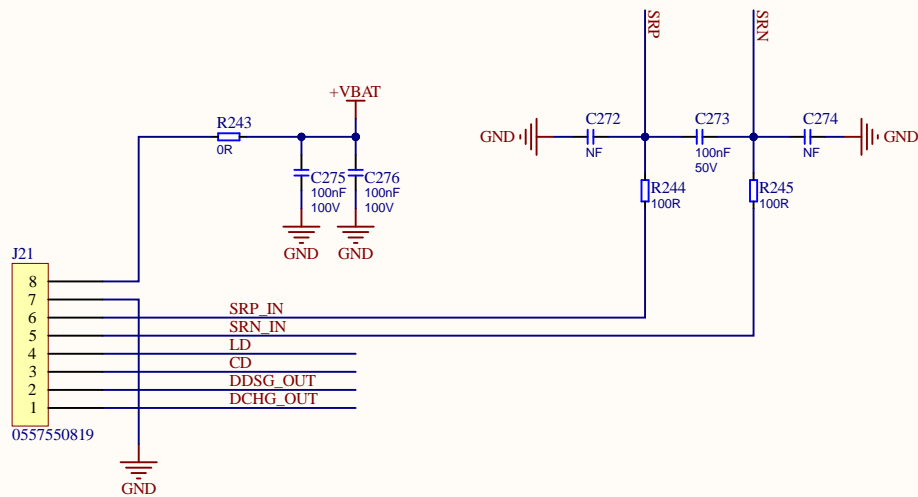 SRP
SRN
+VBAT
R243
0R
C275
100nF
100V
C276
100nF
100V
GND
GND
GND
C272
NF
C273
100nF
50V
C274
NF
GND
R244
100R
R245
100R
J21
8
7
6
5
4
3
2
1
SRP_IN
SRN_IN
LD
CD
DDSG_OUT
DCHG_OUT
0557550819
GND